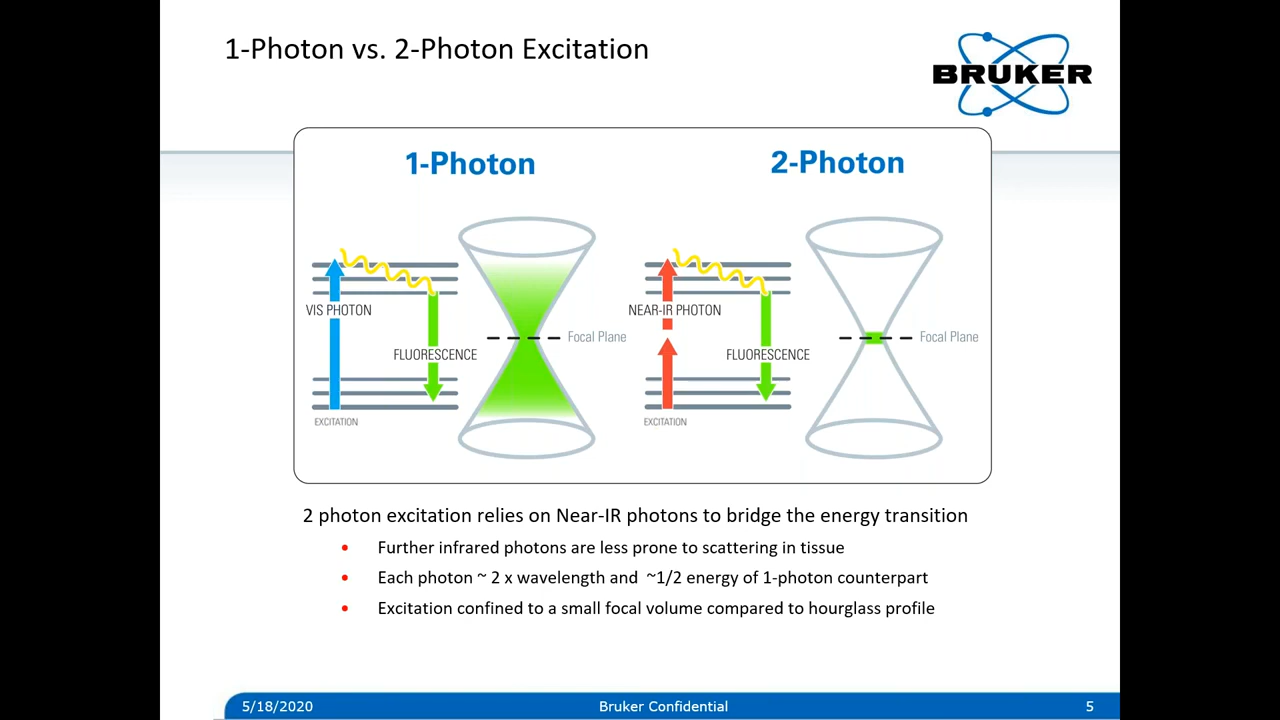 1-Photon vs. 2-Photon Excitation
BRUKER
1-Photon
2-Photon
VIS PHOTON
FLUORESCENCE
EXCITATION
Focal Plane
NEAR-IR PHOTON
FLUORESCENCE
EXCITATION
Focal Plane
2 photon excitation relies on Near-IR photons to bridge the energy transition
• Further infrared photons are less prone to scattering in tissue
• Each photon ~ 2 x wavelength and ~1/2 energy of 1-photon counterpart
• Excitation confined to a small focal volume compared to hourglass profile
5/18/2020
Bruker Confidential
5